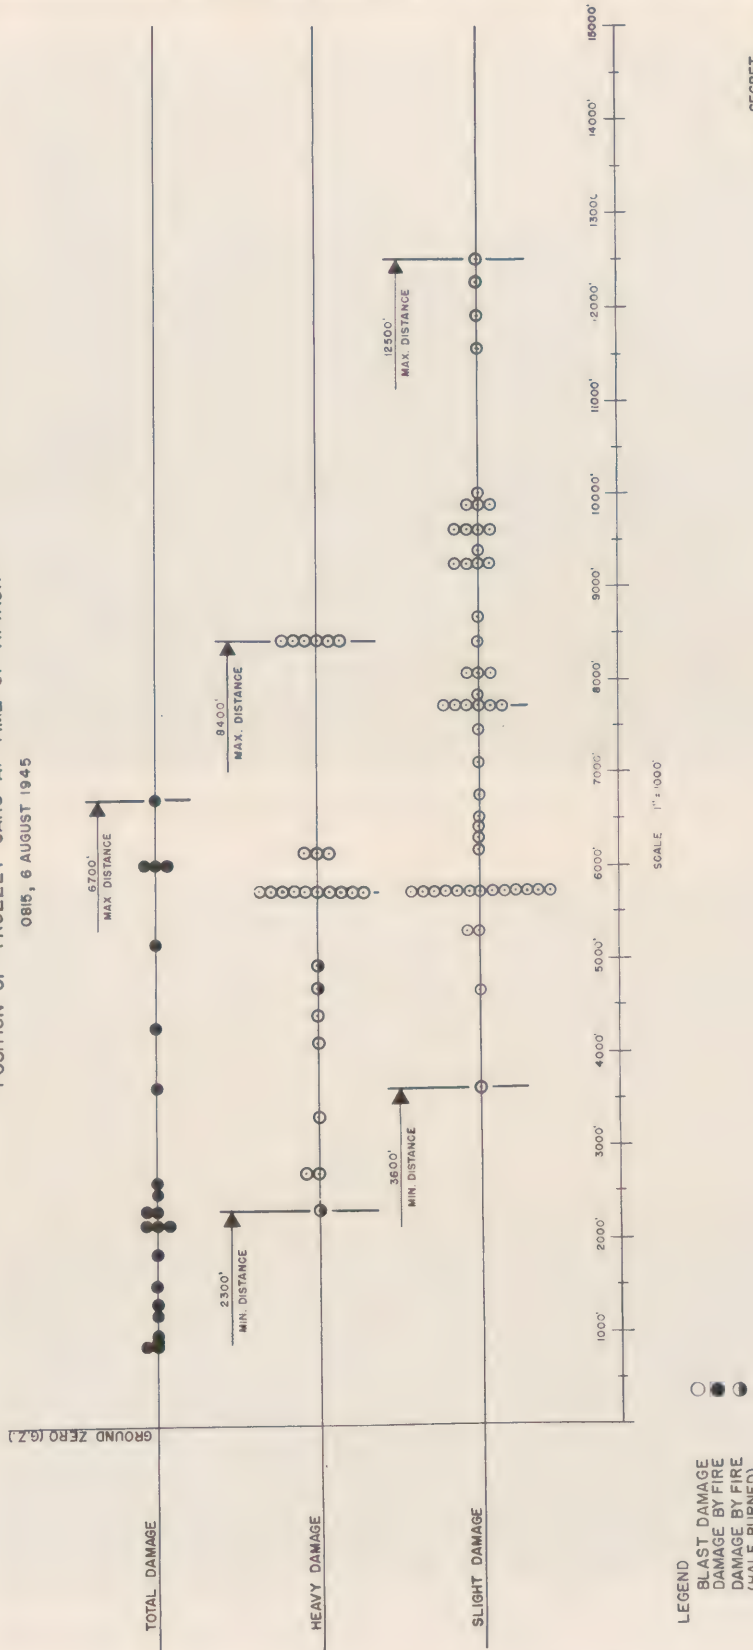 POSITION OF TROLLEY CARS AT TIME OF ATTACK
0815, 6 AUGUST 1945
GROUND ZERO (G.Z.)
TOTAL DAMAGE
6700'
MAX DISTANCE
HEAVY DAMAGE
2300'
MIN. DISTANCE
8400'
MAX. DISTANCE
SLIGHT DAMAGE
3600'
MIN. DISTANCE
12500'
MAX. DISTANCE
1000'
2000'
3000'
4000'
5000'
6000'
7000'
8000'
9000'
10000'
11000'
12000'
13000'
14000'
15000'
SCALE 1" = 1000'
LEGEND
BLAST DAMAGE
DAMAGE BY FIRE
DAMAGE BY FIRE
(HALF BURNED)
SECRET